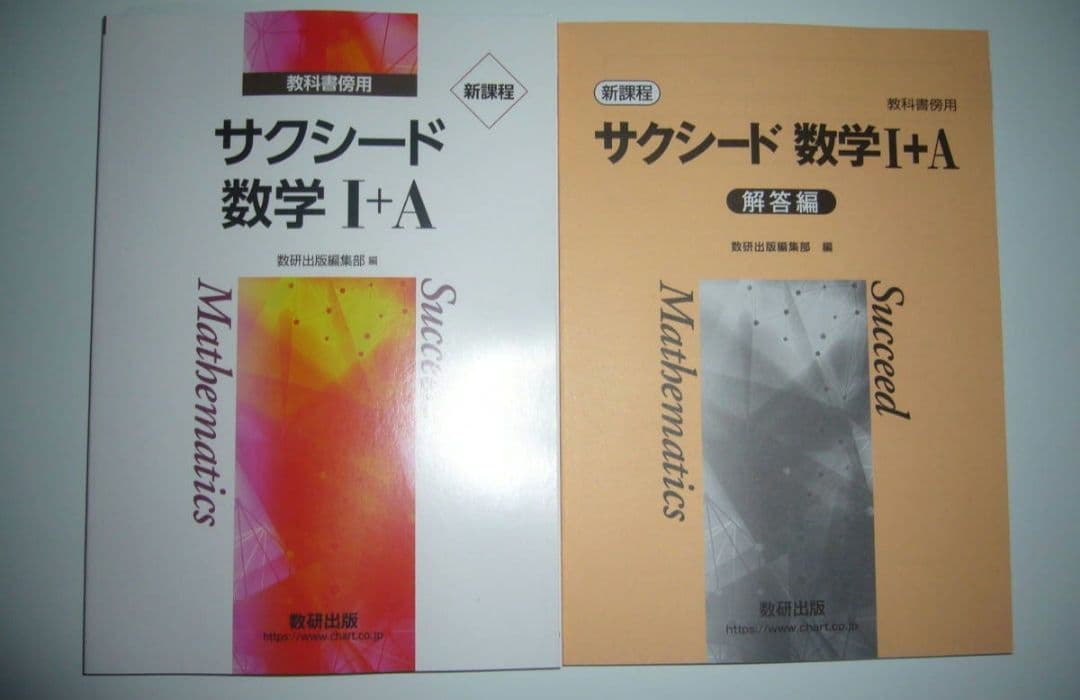 教科書傍用
新課程
サクシード
数学 I+A
数研出版編集部 編
Succe
Mathematics
数研出版
https://www.chart.co.jp
新課程
教科書傍用
サクシード 数学I+A
解答編
数研出版編集部 編
Succeed
Mathematics
数研出版
https://www.chart.co.jp